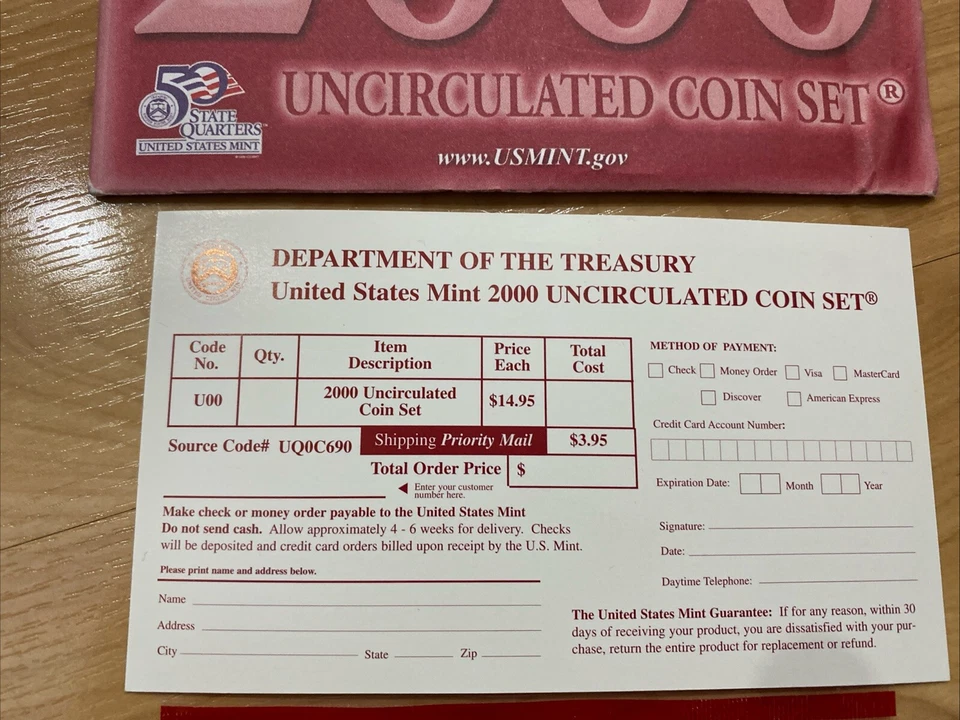 2000
50
STATE
QUARTERS™
UNITED STATES MINT
UNCIRCULATED COIN SET®
www.USMINT.gov
DEPARTMENT OF THE TREASURY
United States Mint 2000 UNCIRCULATED COIN SET®
Code No. Qty. Item Description Price Each Total Cost
U00 2000 Uncirculated Coin Set $14.95
Source Code# UQ0C690 Shipping Priority Mail $3.95
Total Order Price $
Enter your customer
number here.
Make check or money order payable to the United States Mint
Do not send cash. Allow approximately 4 - 6 weeks for delivery. Checks
will be deposited and credit card orders billed upon receipt by the U.S. Mint.
Please print name and address below.
Name
Address
City State Zip
METHOD OF PAYMENT:
Check Money Order Visa MasterCard
Discover American Express
Credit Card Account Number:
Expiration Date: Month Year
Signature:
Date:
Daytime Telephone:
The United States Mint Guarantee: If for any reason, within 30
days of receiving your product, you are dissatisfied with your pur-
chase, return the entire product for replacement or refund.